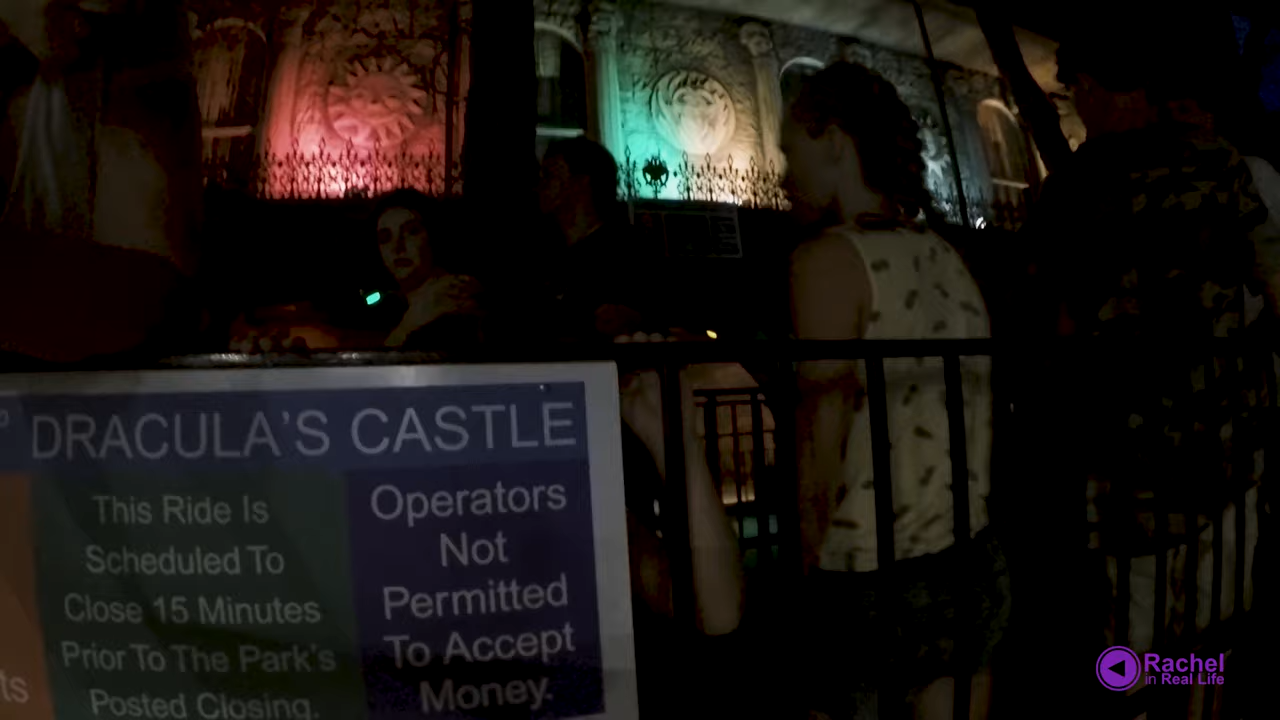 DRACULA'S CASTLE
This Ride Is
Scheduled To
Close 15 Minutes
Prior To The Park's
Posted Closing.
Operators
Not
Permitted
To Accept
Money.
Rachel
in Real Life